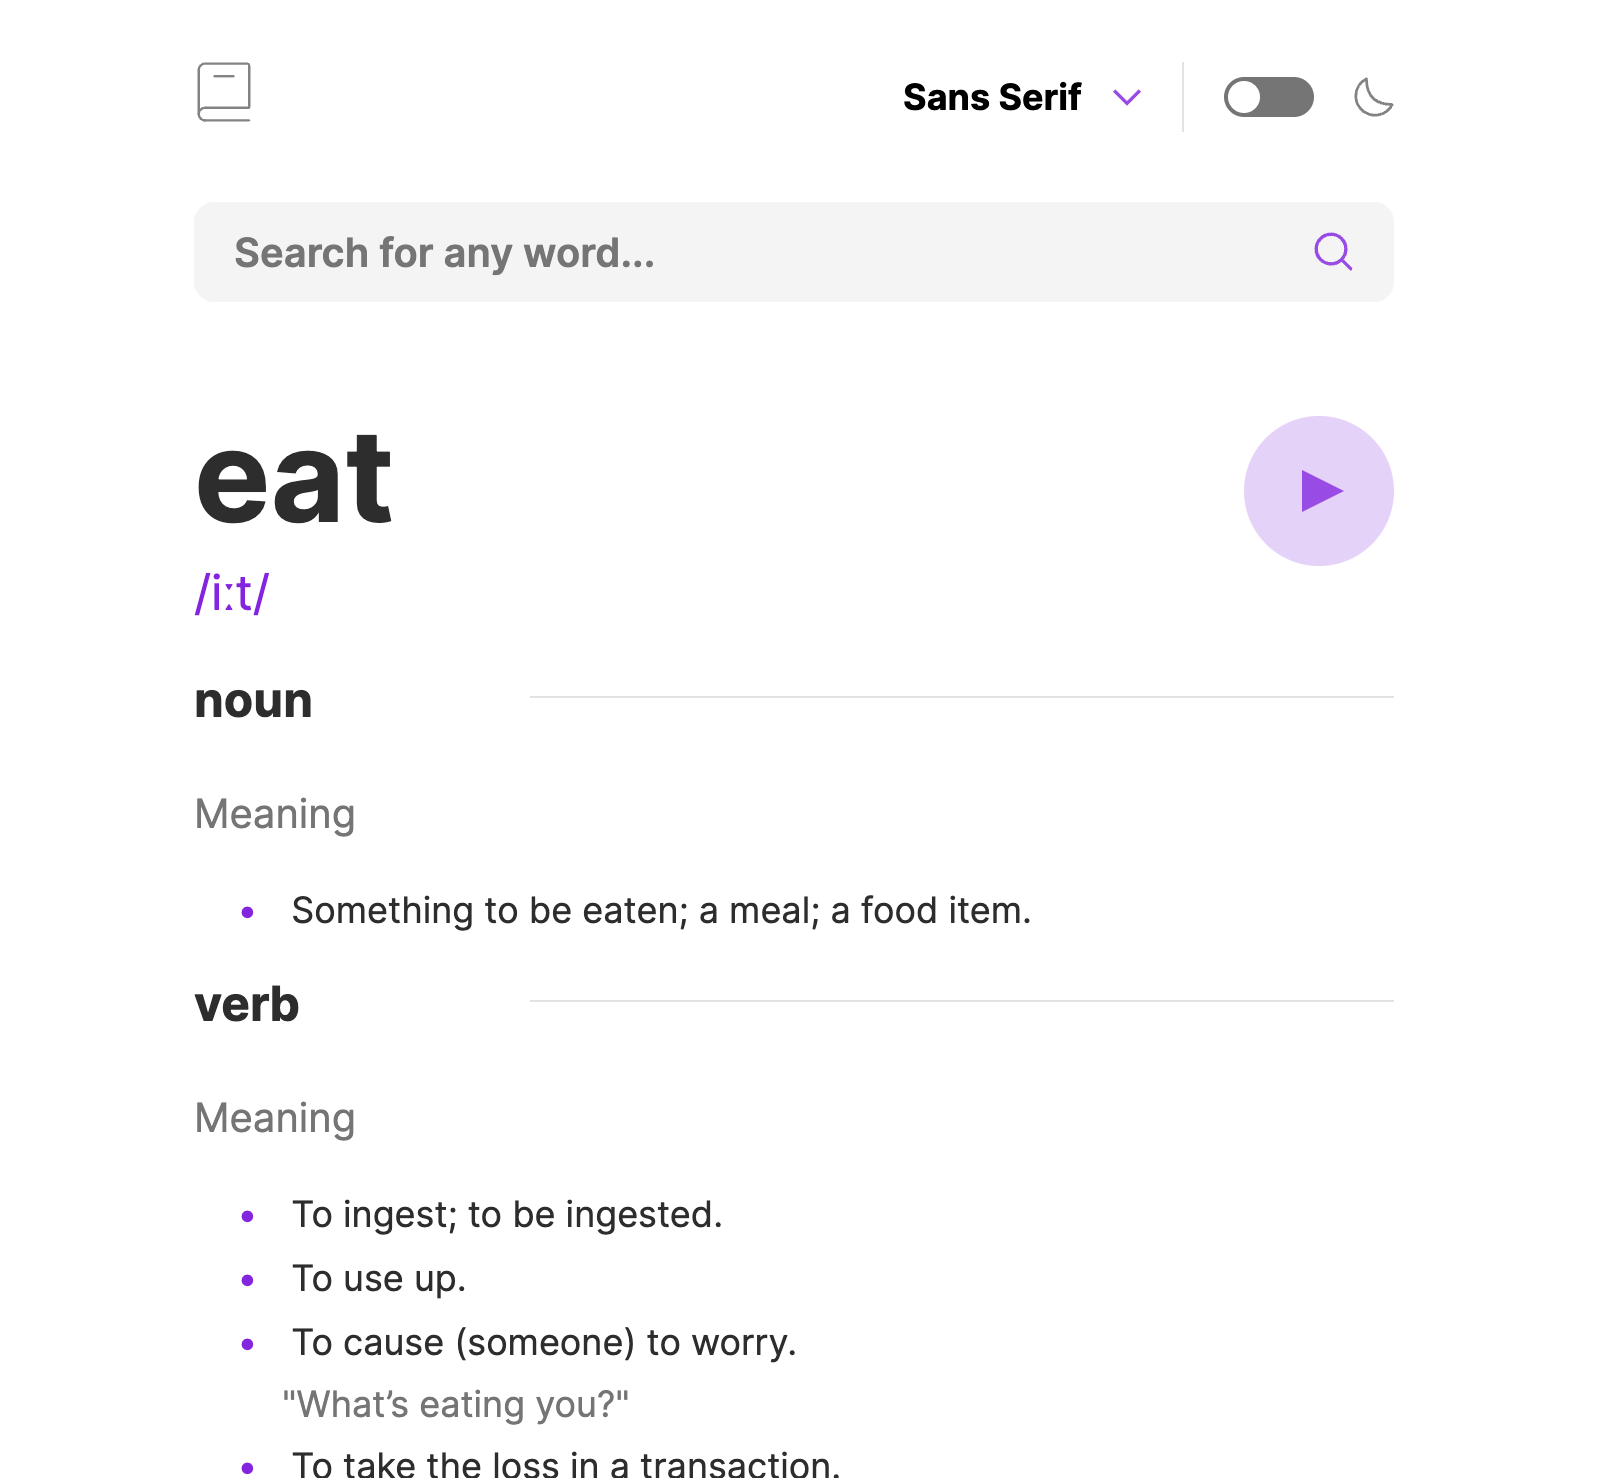 Sans Serif
Search for any word...
eat
/iːt/
noun
Meaning
Something to be eaten; a meal; a food item.
verb
Meaning
To ingest; to be ingested.
To use up.
To cause (someone) to worry.
"What’s eating you?"
To take the loss in a transaction.